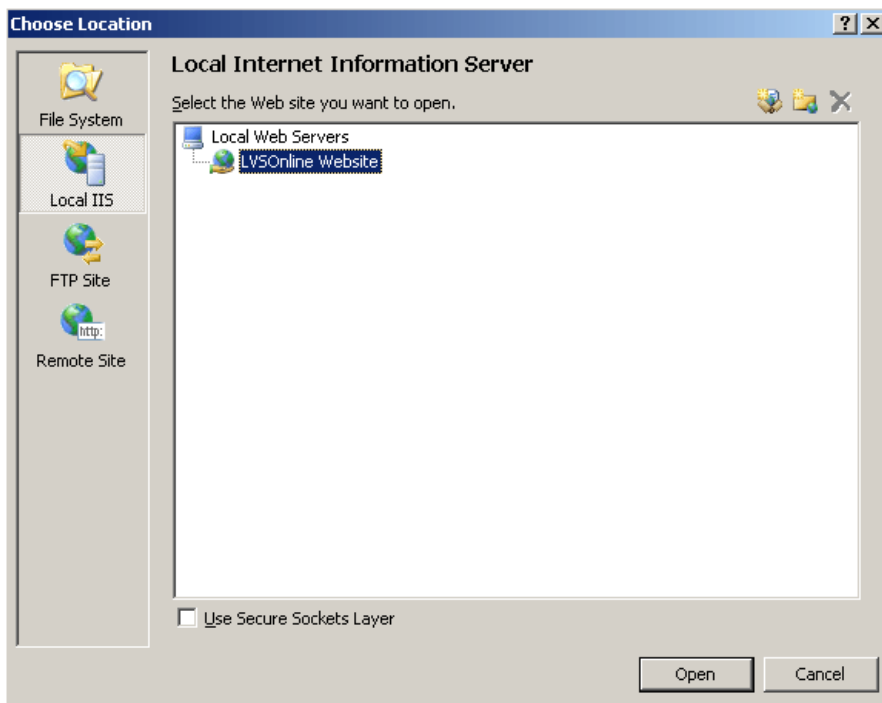 Choose Location
File System
Local IIS
FTP Site
http:
Remote Site
Local Internet Information Server
Select the Web site you want to open.
Local Web Servers
LVSOnline Website
Use Secure Sockets Layer
Open
Cancel